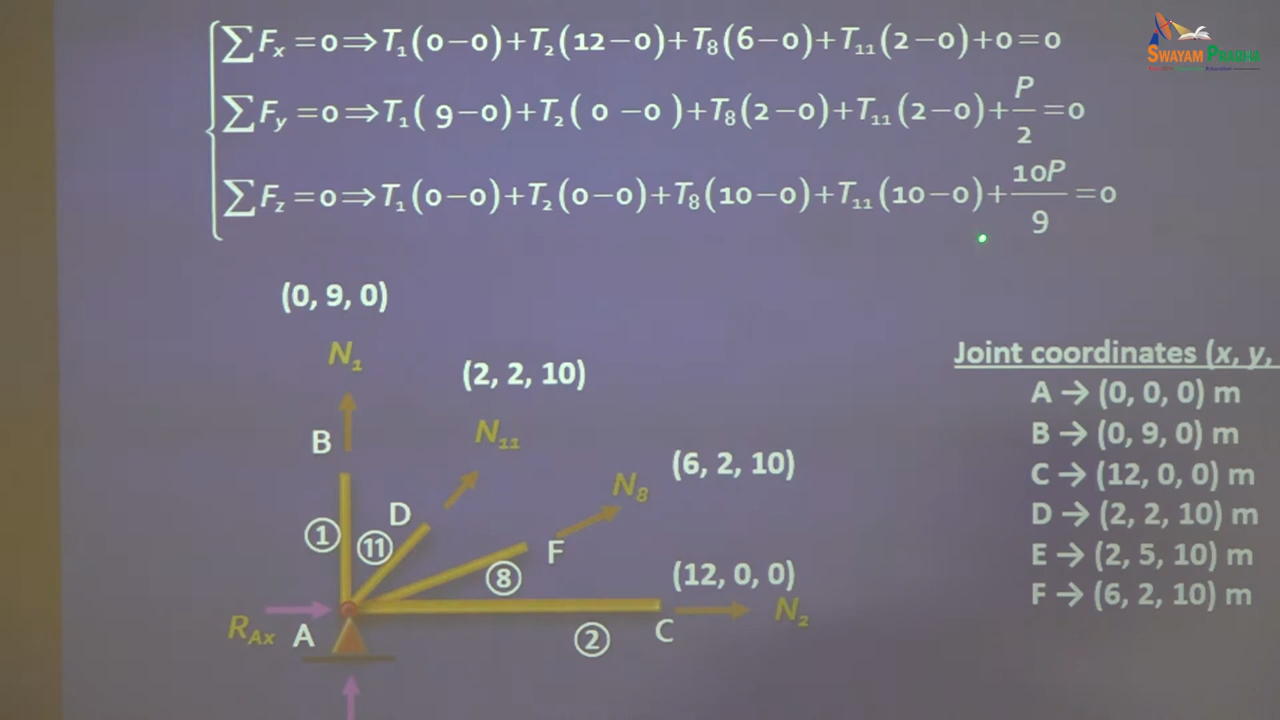 ∑Fx = 0 ⇒ T1(0−0)+T2(12−0)+T8(6−0)+T11(2−0)+0=0
SWAYAM PRABHA
∑Fy = 0 ⇒ T1( 9−0)+T2( 0 −0 )+T8(2−0)+T11(2−0)+P/2=0
∑Fz = 0 ⇒ T1(0−0)+T2(0−0)+T8(10−0)+T11(10−0)+10P/9=0
(0, 9, 0)
N1
(2, 2, 10)
N11
B
(6, 2, 10)
N8
D
1
11
F
8
(12, 0, 0)
N2
RAx
A
C
2
Joint coordinates (x, y,
A → (0, 0, 0) m
B → (0, 9, 0) m
C → (12, 0, 0) m
D → (2, 2, 10) m
E → (2, 5, 10) m
F → (6, 2, 10) m